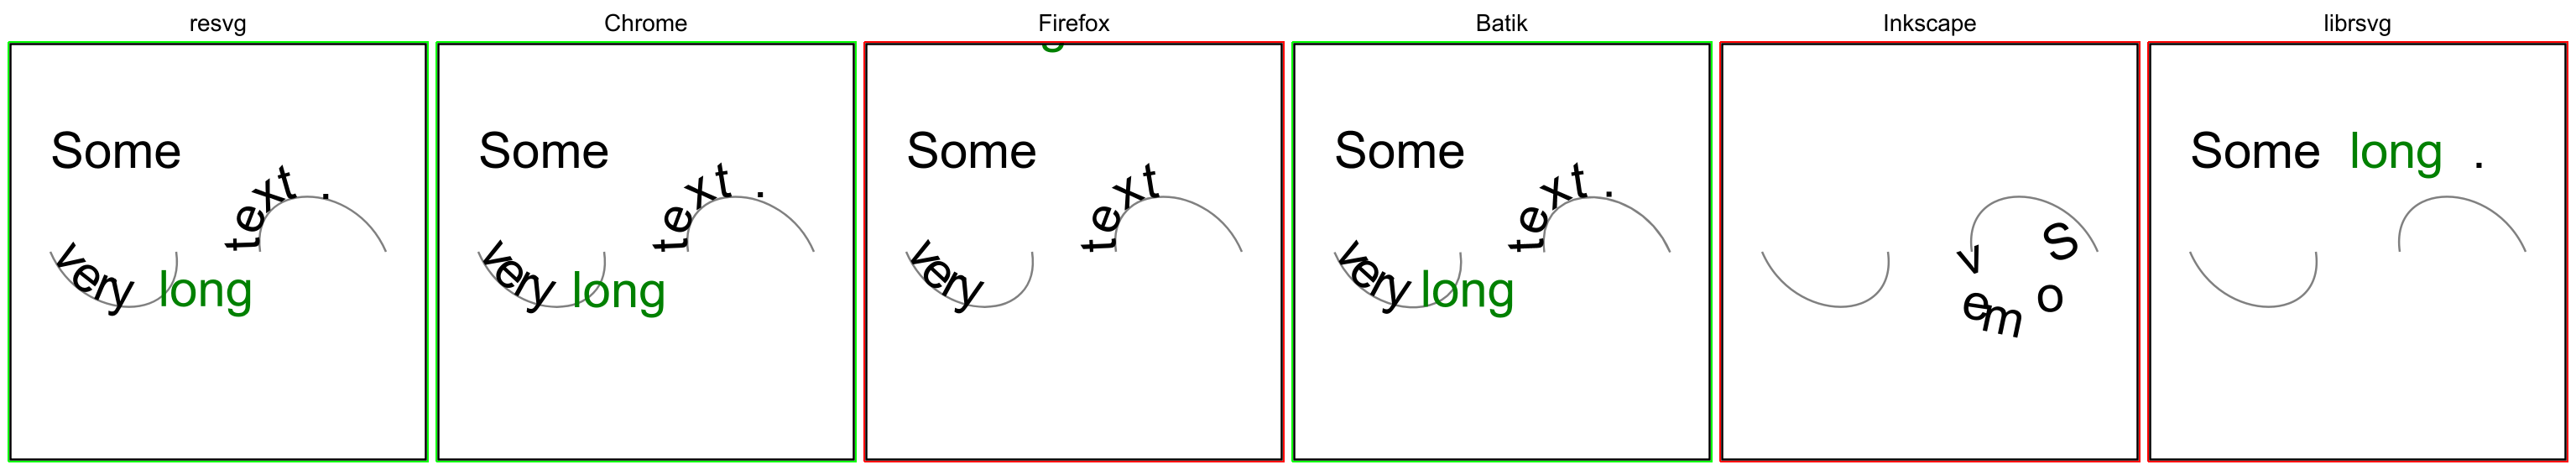 resvg
Some
very long
text .
Chrome
Some
very long
text .
Firefox
g
Some
very
text
Batik
Some
very long
text .
Inkscape
S
o
m
e
v
librsvg
Some long .